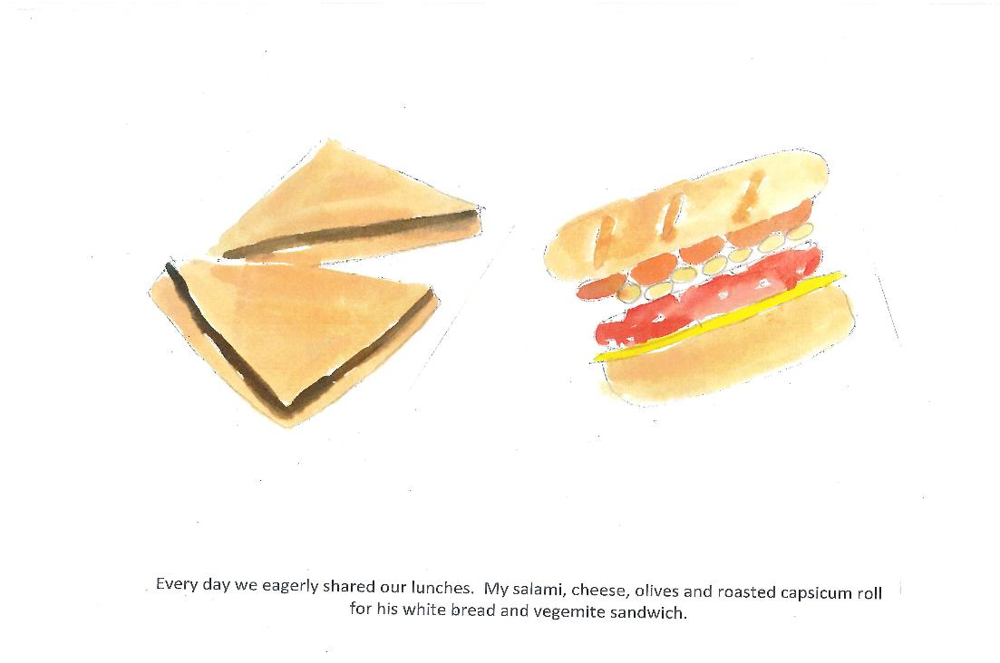 Every day we eagerly shared our lunches.  My salami, cheese, olives and roasted capsicum roll
for his white bread and vegemite sandwich.